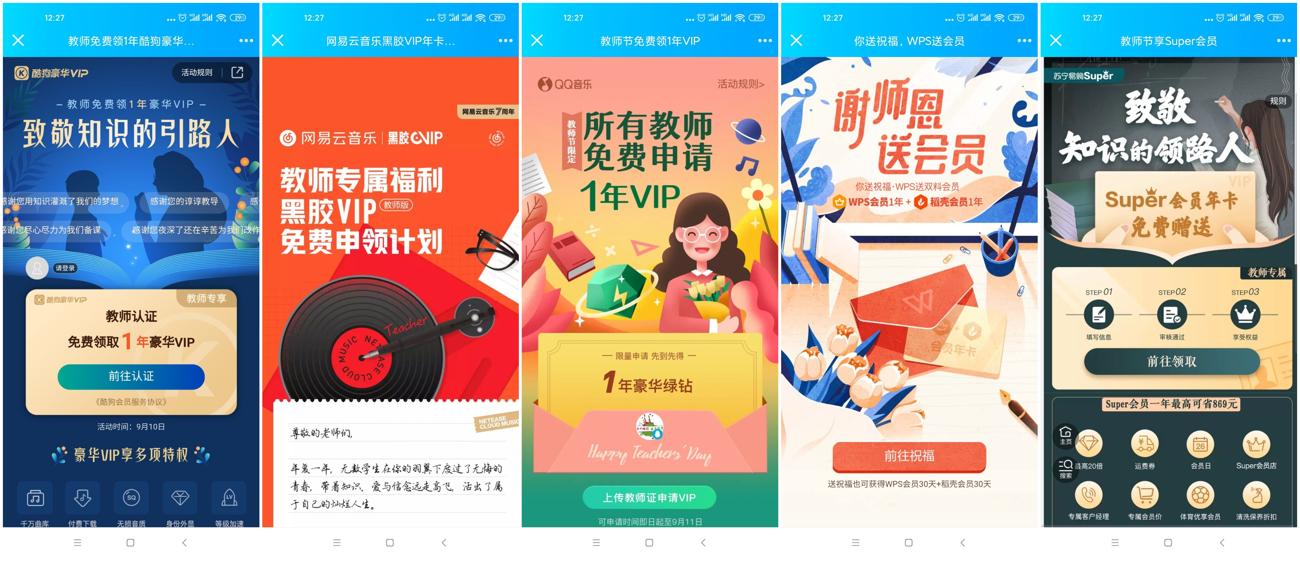 12:27
教师免费领1年酷狗豪华...
酷狗豪华VIP
活动规则
教师免费领1年豪华VIP
致敬知识的引路人
感谢您用知识灌溉了我们的梦想
感谢您的谆谆教导
感谢您尽心尽力为我们备课
感谢您夜深了还在辛苦为我们改作
请登录
酷狗豪华VIP
教师专享
教师认证
免费领取1年豪华VIP
前往认证
《酷狗会员服务协议》
活动时间:9月10日
豪华VIP享多项特权
SQ
LV
千万曲库
付费下载
无损音质
身份外显
等级加速
12:27
网易云音乐黑胶VIP年卡...
网易云音乐7周年
网易云音乐 | 黑胶VIP
教师专属福利
黑胶VIP 教师版
免费申领计划
Teacher
NETEASE CLOUD MUSIC
NETEASE CLOUD MUSIC
尊敬的老师们,
年复一年,无数学生在你的羽翼下度过了无悔的
青春,带着知识、爱与信念远走高飞,活出了属
于自己的灿烂人生。
12:27
教师节免费领1年VIP
QQ音乐
活动规则>
教师节限定
所有教师
免费申请
1年VIP
限量申请 先到先得
1年豪华绿钻
Happy Teachers' Day
上传教师证申请VIP
可申请时间即日起至9月11日
12:27
你送祝福,WPS送会员
谢师恩
送会员
你送祝福·WPS送双料会员
WPS会员1年 + 稻壳会员1年
会员年卡
前往祝福
送祝福也可获得WPS会员30天+稻壳会员30天
12:27
教师节享Super会员
苏宁易购Super
规则
致敬
知识的领路人
VIP
Super会员年卡
免费赠送
教师专属
STEP 01
STEP 02
STEP 03
填写信息
审核通过
享受权益
前往领取
Super会员一年最高可省869元
主页
搜索
最高20倍
运费券
26
会员日
Super会员店
专属客户经理
专属会员价
体育优享会员
清洗保养折扣